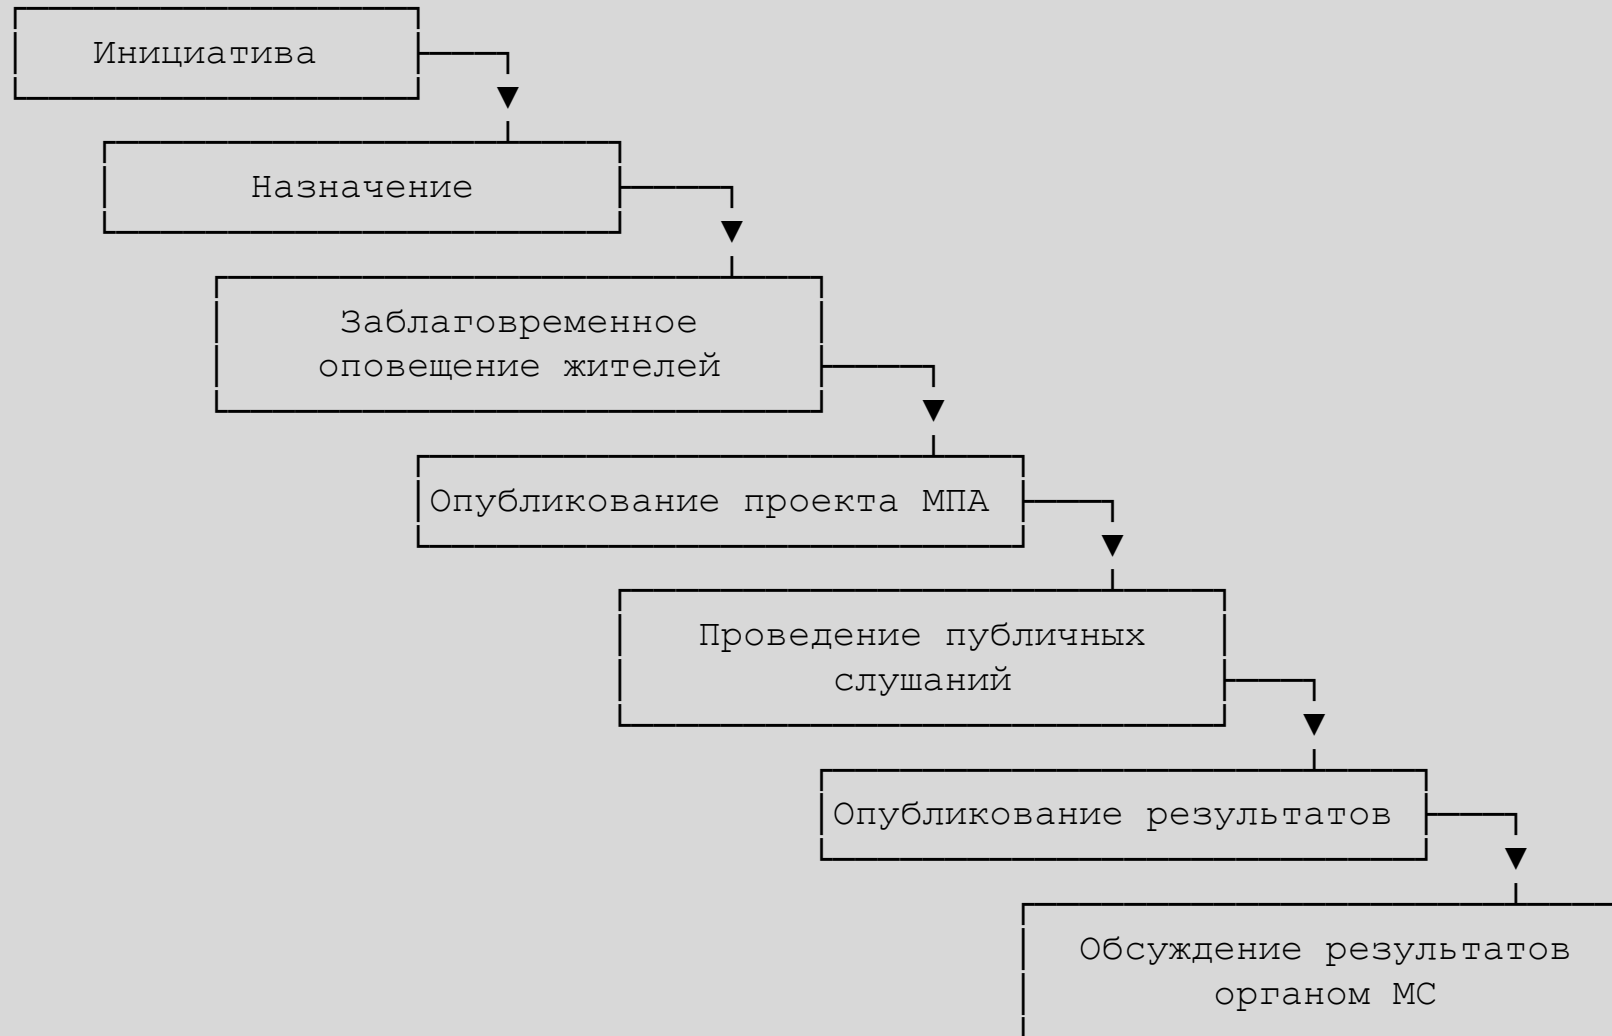 Инициатива
Назначение
Заблаговременное
оповещение жителей
Опубликование проекта МПА
Проведение публичных
слушаний
Опубликование результатов
Обсуждение результатов
органом МС